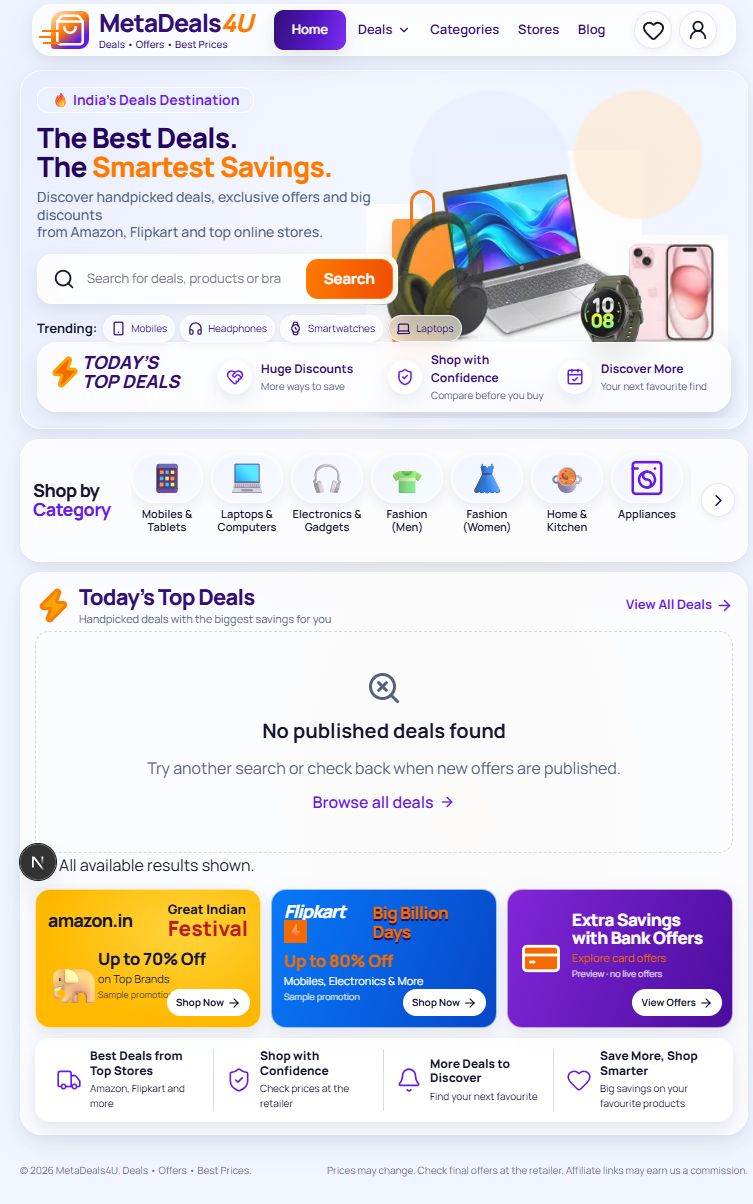 MetaDeals4U
Deals • Offers • Best Prices
Home
Deals
Categories
Stores
Blog
India's Deals Destination
The Best Deals.
The Smartest Savings.
Discover handpicked deals, exclusive offers and big
discounts
from Amazon, Flipkart and top online stores.
Search for deals, products or bra
Search
Trending:
Mobiles
Headphones
Smartwatches
Laptops
10
08
TODAY'S
TOP DEALS
Huge Discounts
More ways to save
Shop with
Confidence
Compare before you buy
Discover More
Your next favourite find
Shop by
Category
Mobiles &
Tablets
Laptops &
Computers
Electronics &
Gadgets
Fashion
(Men)
Fashion
(Women)
Home &
Kitchen
Appliances
Today's Top Deals
Handpicked deals with the biggest savings for you
View All Deals
No published deals found
Try another search or check back when new offers are published.
Browse all deals
N
All available results shown.
amazon.in
Great Indian
Festival
Up to 70% Off
on Top Brands
Sample promotion
Shop Now
Flipkart
Big Billion
Days
Up to 80% Off
Mobiles, Electronics & More
Sample promotion
Shop Now
Extra Savings
with Bank Offers
Explore card offers
Preview · no live offers
View Offers
Best Deals from
Top Stores
Amazon, Flipkart and
more
Shop with
Confidence
Check prices at the
retailer
More Deals to
Discover
Find your next favourite
Save More, Shop
Smarter
Big savings on your
favourite products
© 2026 MetaDeals4U. Deals • Offers • Best Prices.
Prices may change. Check final offers at the retailer. Affiliate links may earn us a commission.